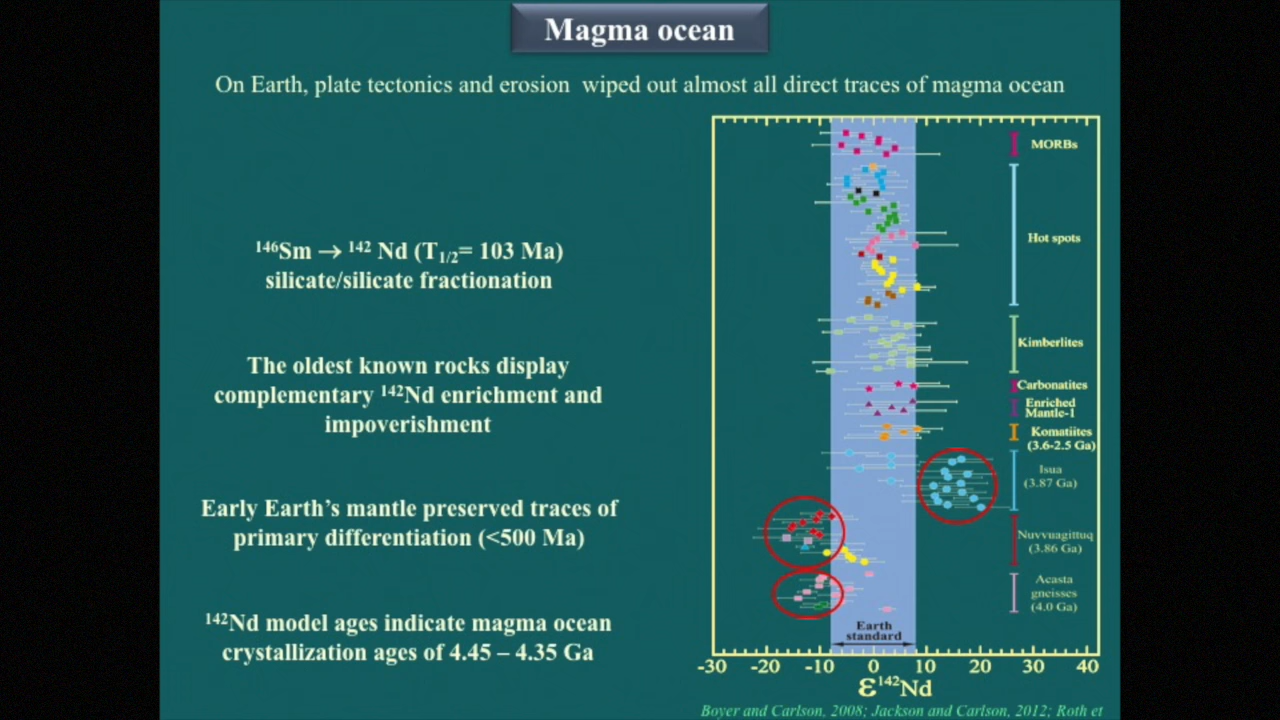 Magma ocean
On Earth, plate tectonics and erosion wiped out almost all direct traces of magma ocean
¹⁴⁶Sm → ¹⁴² Nd (T₁/₂= 103 Ma)
silicate/silicate fractionation
The oldest known rocks display
complementary ¹⁴²Nd enrichment and
impoverishment
Early Earth's mantle preserved traces of
primary differentiation (<500 Ma)
¹⁴²Nd model ages indicate magma ocean
crystallization ages of 4.45 – 4.35 Ga
MORBs
Hot spots
Kimberlites
Carbonatites
Enriched
Mantle-1
Komatiites
(3.6-2.5 Ga)
Isua
(3.87 Ga)
Nuvvuagittuq
(3.86 Ga)
Acasta
gneisses
(4.0 Ga)
Earth
standard
-30 -20 -10 0 10 20 30 40
ε¹⁴²Nd
Boyer and Carlson, 2008; Jackson and Carlson, 2012; Roth et